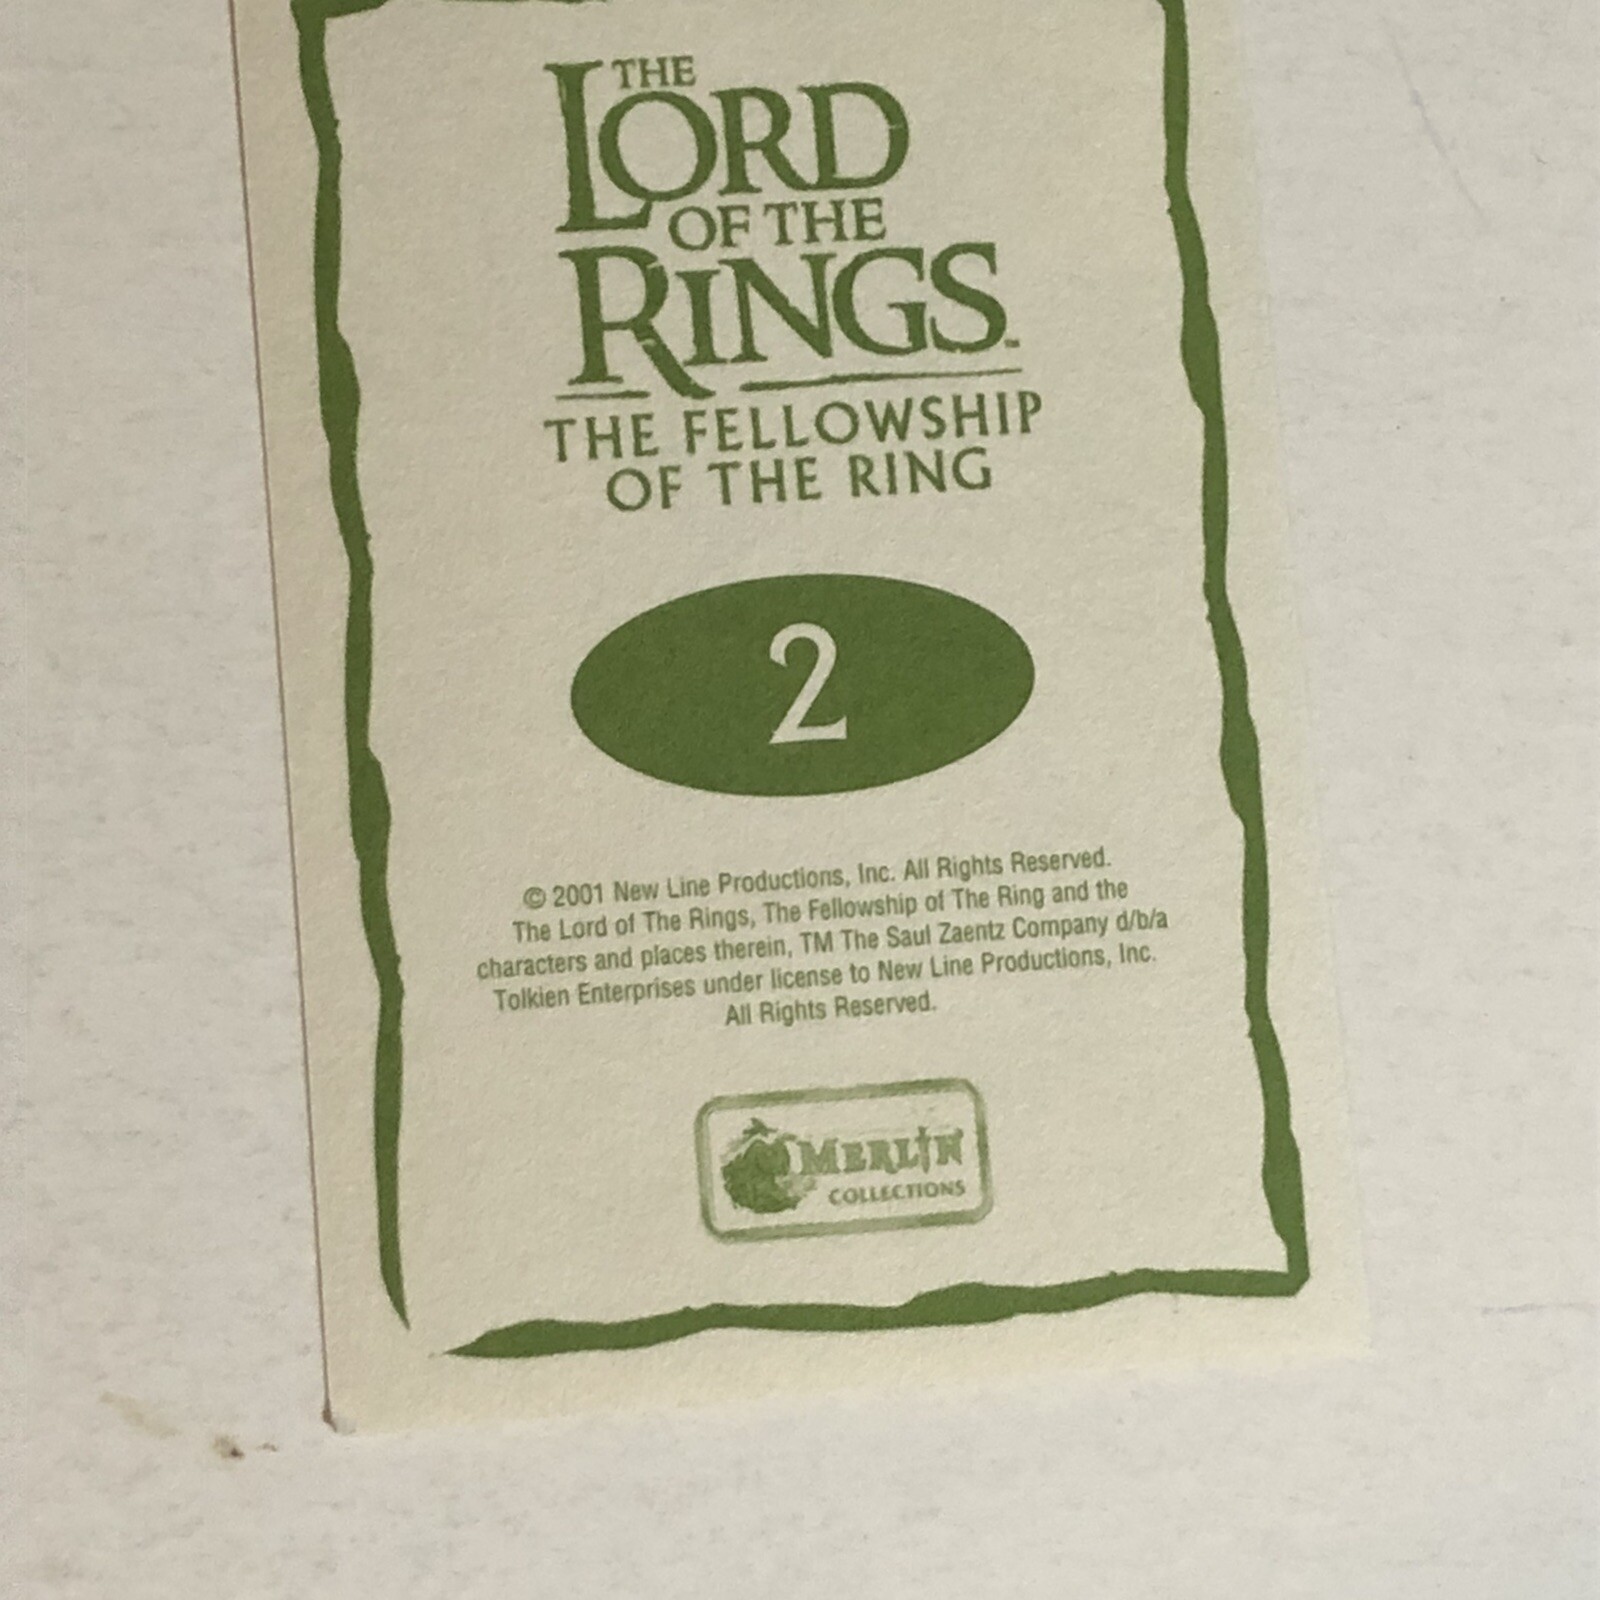 THE
LORD
OF THE
RINGS™
THE FELLOWSHIP
OF THE RING
2
© 2001 New Line Productions, Inc. All Rights Reserved.
The Lord of The Rings, The Fellowship of The Ring and the
characters and places therein, TM The Saul Zaentz Company d/b/a
Tolkien Enterprises under license to New Line Productions, Inc.
All Rights Reserved.
MERLIN
COLLECTIONS